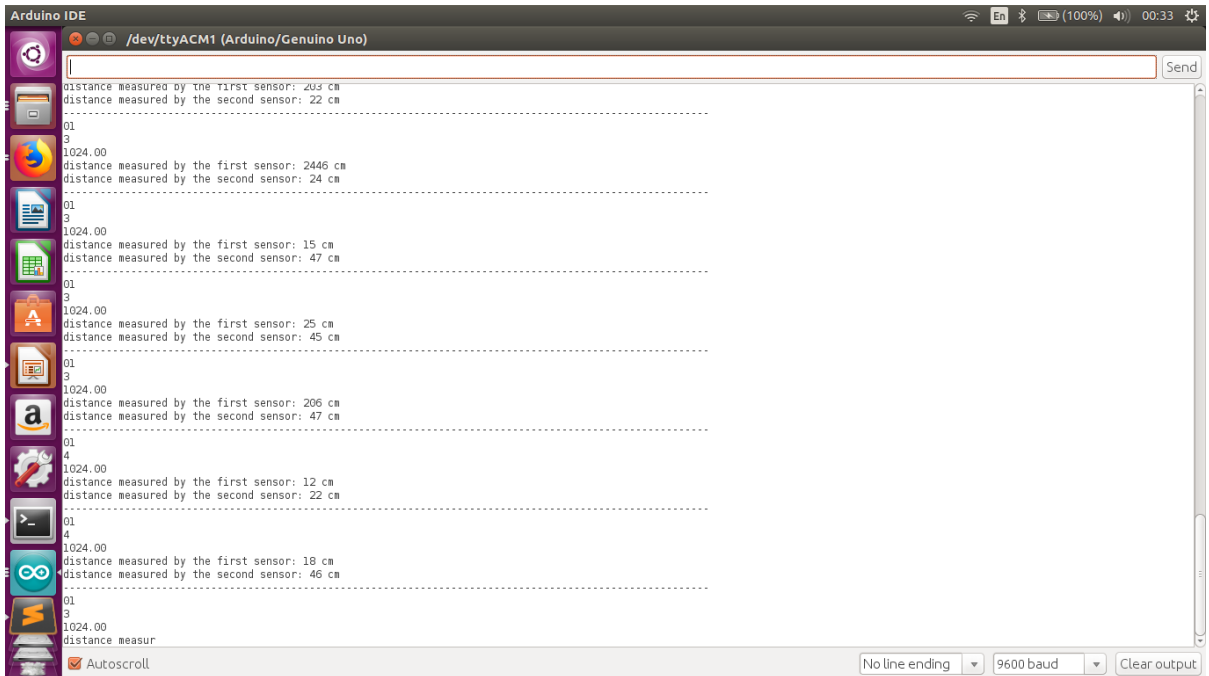 Arduino IDE
En (100%) 00:33
/dev/ttyACM1 (Arduino/Genuino Uno)
Send
distance measured by the first sensor: 203 cm
distance measured by the second sensor: 22 cm
--------------------------------------------------------------------------------------------------
01
3
1024.00
distance measured by the first sensor: 2446 cm
distance measured by the second sensor: 24 cm
--------------------------------------------------------------------------------------------------
01
3
1024.00
distance measured by the first sensor: 15 cm
distance measured by the second sensor: 47 cm
--------------------------------------------------------------------------------------------------
01
3
1024.00
distance measured by the first sensor: 25 cm
distance measured by the second sensor: 45 cm
--------------------------------------------------------------------------------------------------
01
3
1024.00
distance measured by the first sensor: 206 cm
distance measured by the second sensor: 47 cm
--------------------------------------------------------------------------------------------------
01
4
1024.00
distance measured by the first sensor: 12 cm
distance measured by the second sensor: 22 cm
--------------------------------------------------------------------------------------------------
01
4
1024.00
distance measured by the first sensor: 18 cm
distance measured by the second sensor: 46 cm
--------------------------------------------------------------------------------------------------
01
3
1024.00
distance measur
Autoscroll
No line ending
9600 baud
Clear output